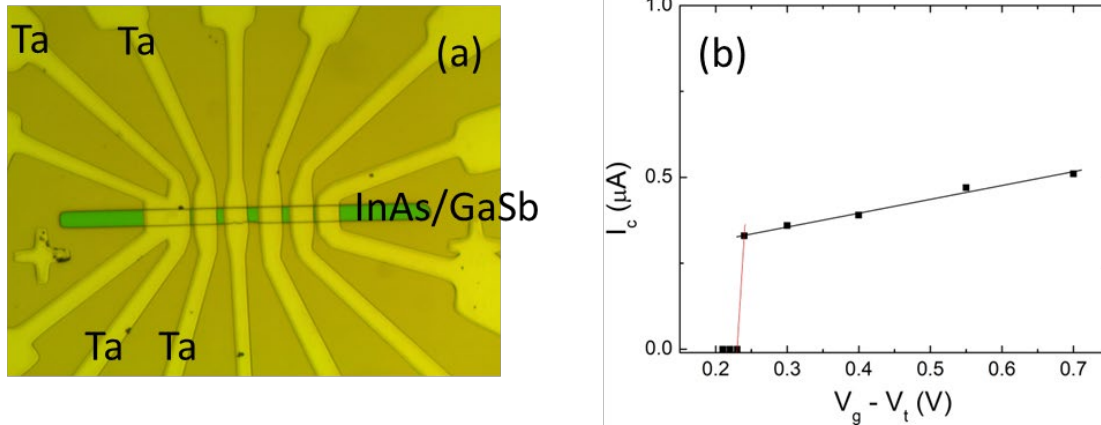 Ta
Ta
(a)
InAs/GaSb
Ta
Ta
(b)
1.0
0.5
0.0
I_c (μA)
0.2 0.3 0.4 0.5 0.6 0.7
V_g - V_t (V)